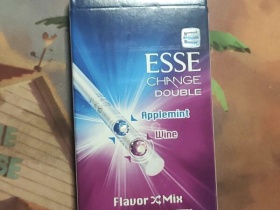 ESSE
CHANGE
DOUBLE
Applemint
Wine
Flavor Mix